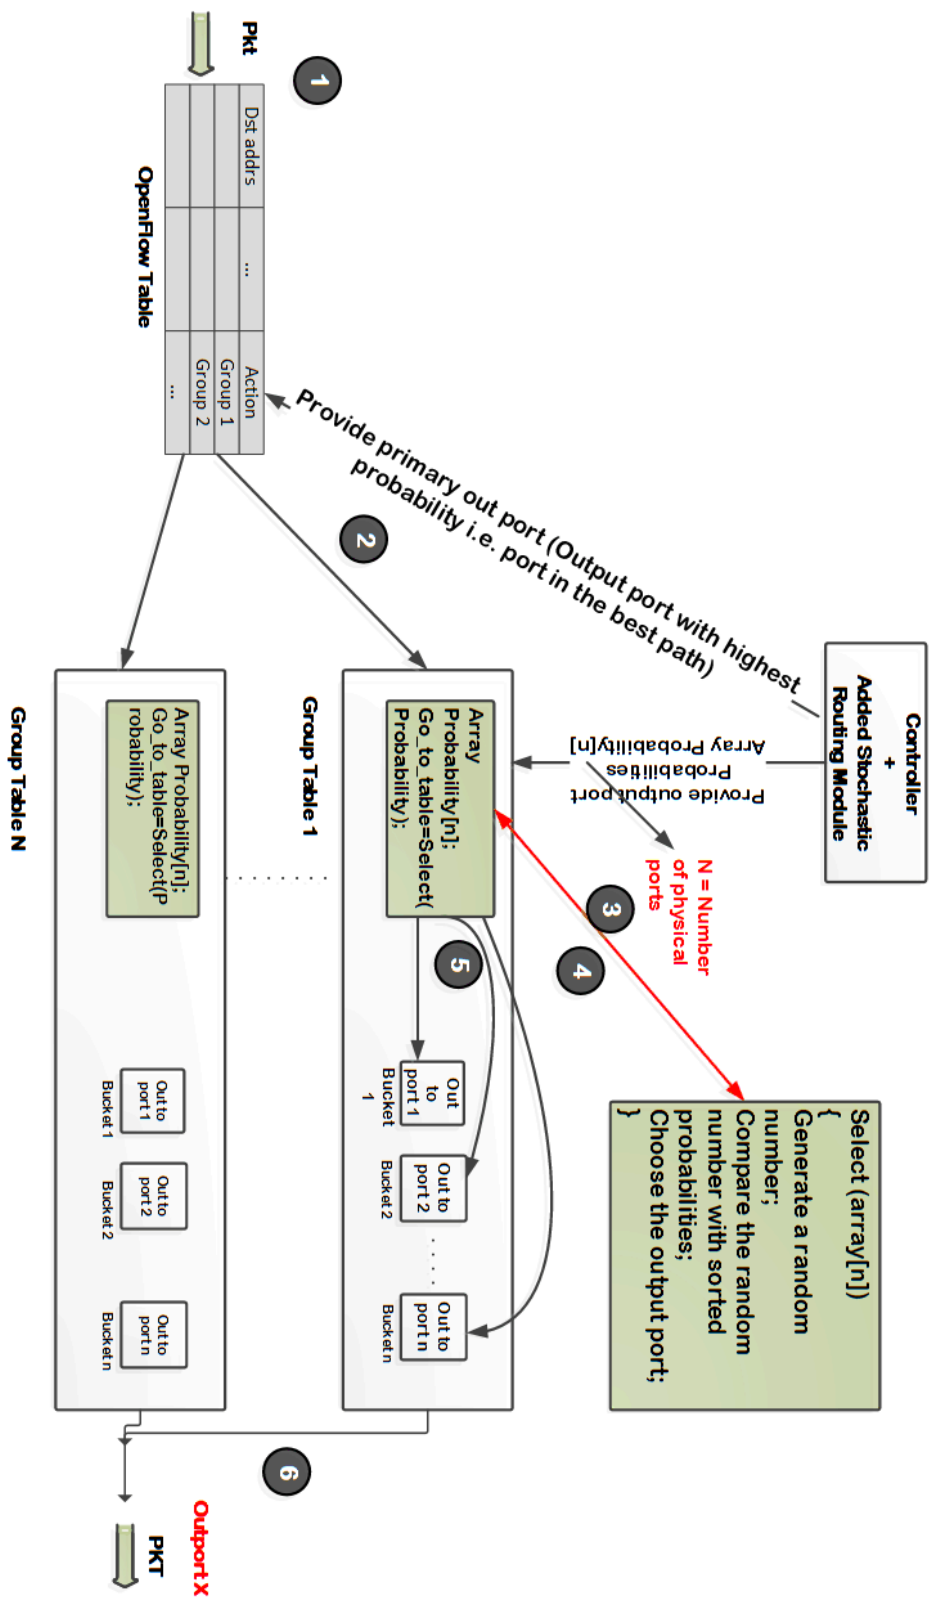 Controller
+
Added Stochastic
Routing Module
Provide primary out port (Output port with highest
probability i.e. port in the best path)
Provide output port
Probabilities
Array Probability[n]
N = Number
of physical
ports
Select (array[n])
{
Generate a random
number;
Compare the random
number with sorted
probabilities;
Choose the output port;
}
1
Pkt
Dst addrs
...
Action
Group 1
Group 2
...
OpenFlow Table
2
3
4
Array
Probability[n];
Go_to_table=Select(
Probability);
5
Out
to
port 1
Bucket
1
Out to
port 2
Bucket 2
. . . .
Out to
port n
Bucket n
Group Table 1
. . . . . . . .
Array Probability[n];
Go_to_table=Select(P
robability);
Out to
port 1
Bucket 1
Out to
port 2
Bucket 2
Out to
port n
Bucket n
Group Table N
6
Outport X
PKT